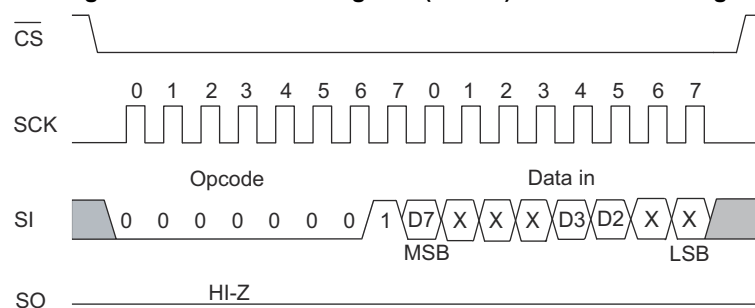 CS
0 1 2 3 4 5 6 7 0 1 2 3 4 5 6 7
SCK
Opcode Data in
SI 0 0 0 0 0 0 0 1 D7 X X X D3 D2 X X
MSB LSB
HI-Z
SO